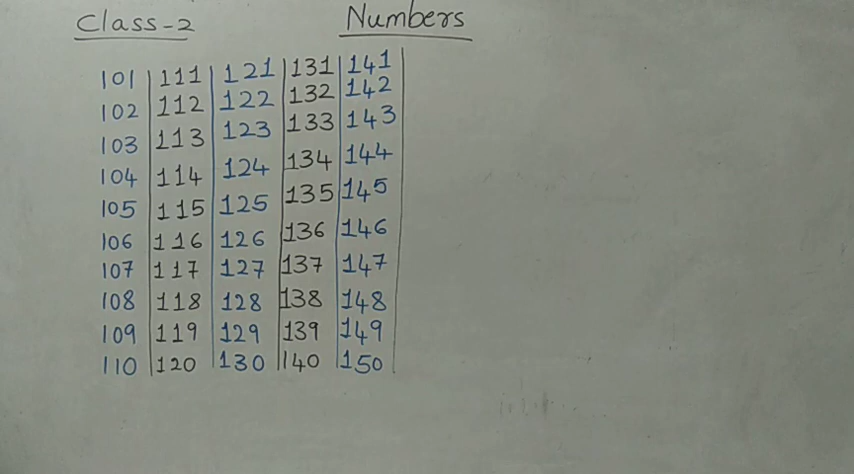 Class-2 Numbers
101 111 121 131 141
102 112 122 132 142
103 113 123 133 143
104 114 124 134 144
105 115 125 135 145
106 116 126 136 146
107 117 127 137 147
108 118 128 138 148
109 119 129 139 149
110 120 130 140 150